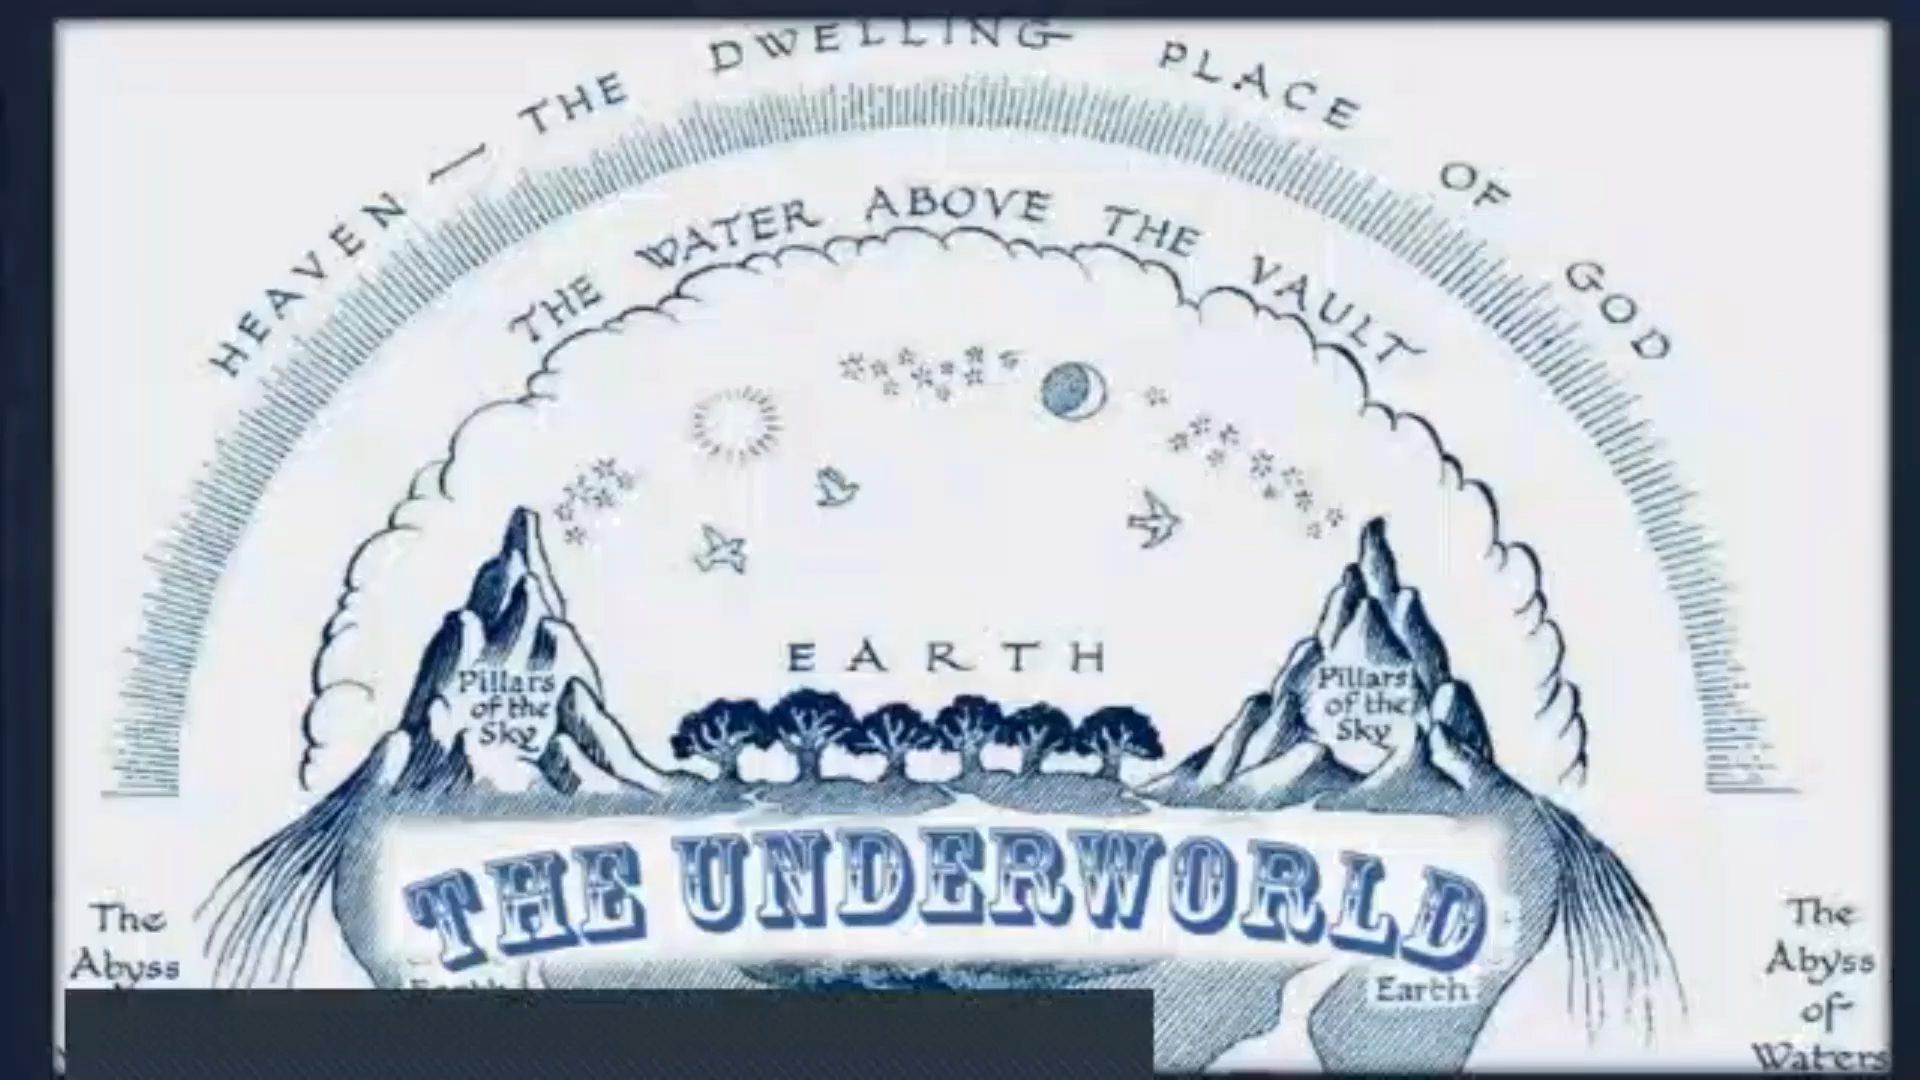 HEAVEN — THE DWELLING PLACE OF GOD
THE WATER ABOVE THE VAULT
EARTH
Pillars
of the
Sky
Pillars
of the
Sky
THE UNDERWORLD
The
Abyss
Earth
The
Abyss
of
Waters